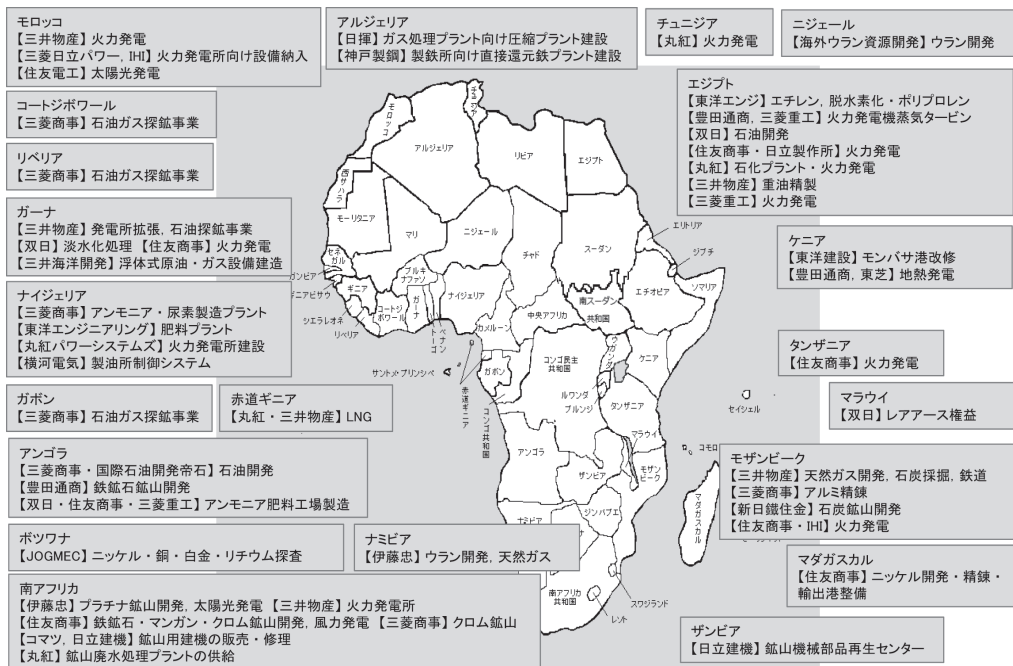 モロッコ
【三井物産】火力発電
【三菱日立パワー, IHI】火力発電所向け設備納入
【住友電工】太陽光発電
アルジェリア
【日揮】ガス処理プラント向け圧縮プラント建設
【神戸製鋼】製鉄所向け直接還元鉄プラント建設
チュニジア
【丸紅】火力発電
ニジェール
【海外ウラン資源開発】ウラン開発
コートジボワール
【三菱商事】石油ガス探鉱事業
リベリア
【三菱商事】石油ガス探鉱事業
ガーナ
【三井物産】発電所拡張, 石油探鉱事業
【双日】淡水化処理 【住友商事】火力発電
【三井海洋開発】浮体式原油・ガス設備建造
ナイジェリア
【三菱商事】アンモニア・尿素製造プラント
【東洋エンジニアリング】肥料プラント
【丸紅パワーシステムズ】火力発電所建設
【横河電気】製油所制御システム
ガボン
【三菱商事】石油ガス探鉱事業
赤道ギニア
【丸紅・三井物産】LNG
アンゴラ
【三菱商事・国際石油開発帝石】石油開発
【豊田通商】鉄鉱石鉱山開発
【双日・住友商事・三菱重工】アンモニア肥料工場製造
ボツワナ
【JOGMEC】ニッケル・銅・白金・リチウム探査
ナミビア
【伊藤忠】ウラン開発, 天然ガス
南アフリカ
【伊藤忠】プラチナ鉱山開発, 太陽光発電 【三井物産】火力発電所
【住友商事】鉄鉱石・マンガン・クロム鉱山開発, 風力発電 【三菱商事】クロム鉱山
【コマツ, 日立建機】鉱山用建機の販売・修理
【丸紅】鉱山廃水処理プラントの供給
エジプト
【東洋エンジ】エチレン, 脱水素化・ポリプロレン
【豊田通商, 三菱重工】火力発電機蒸気タービン
【双日】石油開発
【住友商事・日立製作所】火力発電
【丸紅】石化プラント・火力発電
【三井物産】重油精製
【三菱重工】火力発電
ケニア
【東洋建設】モンバサ港改修
【豊田通商, 東芝】地熱発電
タンザニア
【住友商事】火力発電
マラウイ
【双日】レアアース権益
モザンビーク
【三井物産】天然ガス開発, 石炭採掘, 鉄道
【三菱商事】アルミ精錬
【新日鐵住金】石炭鉱山開発
【住友商事・IHI】火力発電
マダガスカル
【住友商事】ニッケル開発・精錬・
輸出港整備
ザンビア
【日立建機】鉱山機械部品再生センター
チュニジア
モロッコ
アルジェリア
リビア
エジプト
西サハラ
モーリタニア
マリ
ニジェール
チャド
スーダン
エリトリア
ジブチ
セネ
ガル
ガンビア
ギニアビサウ
ギニア
シエラレオネ
リベリア
コートジ
ボワール
ブルキ
ナファソ
ガーナ
トーゴ
ベナン
ナイジェリア
カメルーン
中央アフリカ
南スーダン
共和国
エチオピア
ソマリア
サントメ・プリンシペ
赤道ギニア
ガボン
コンゴ共和国
コンゴ民主
共和国
ウガンダ
ケニア
ルワンダ
ブルンジ
タンザニア
セイシェル
コモロ
マラウイ
アンゴラ
ザンビア
モザン
ビーク
ジンバブエ
マダガスカル
ナミビア
南アフリカ
共和国
スワジランド
レソト